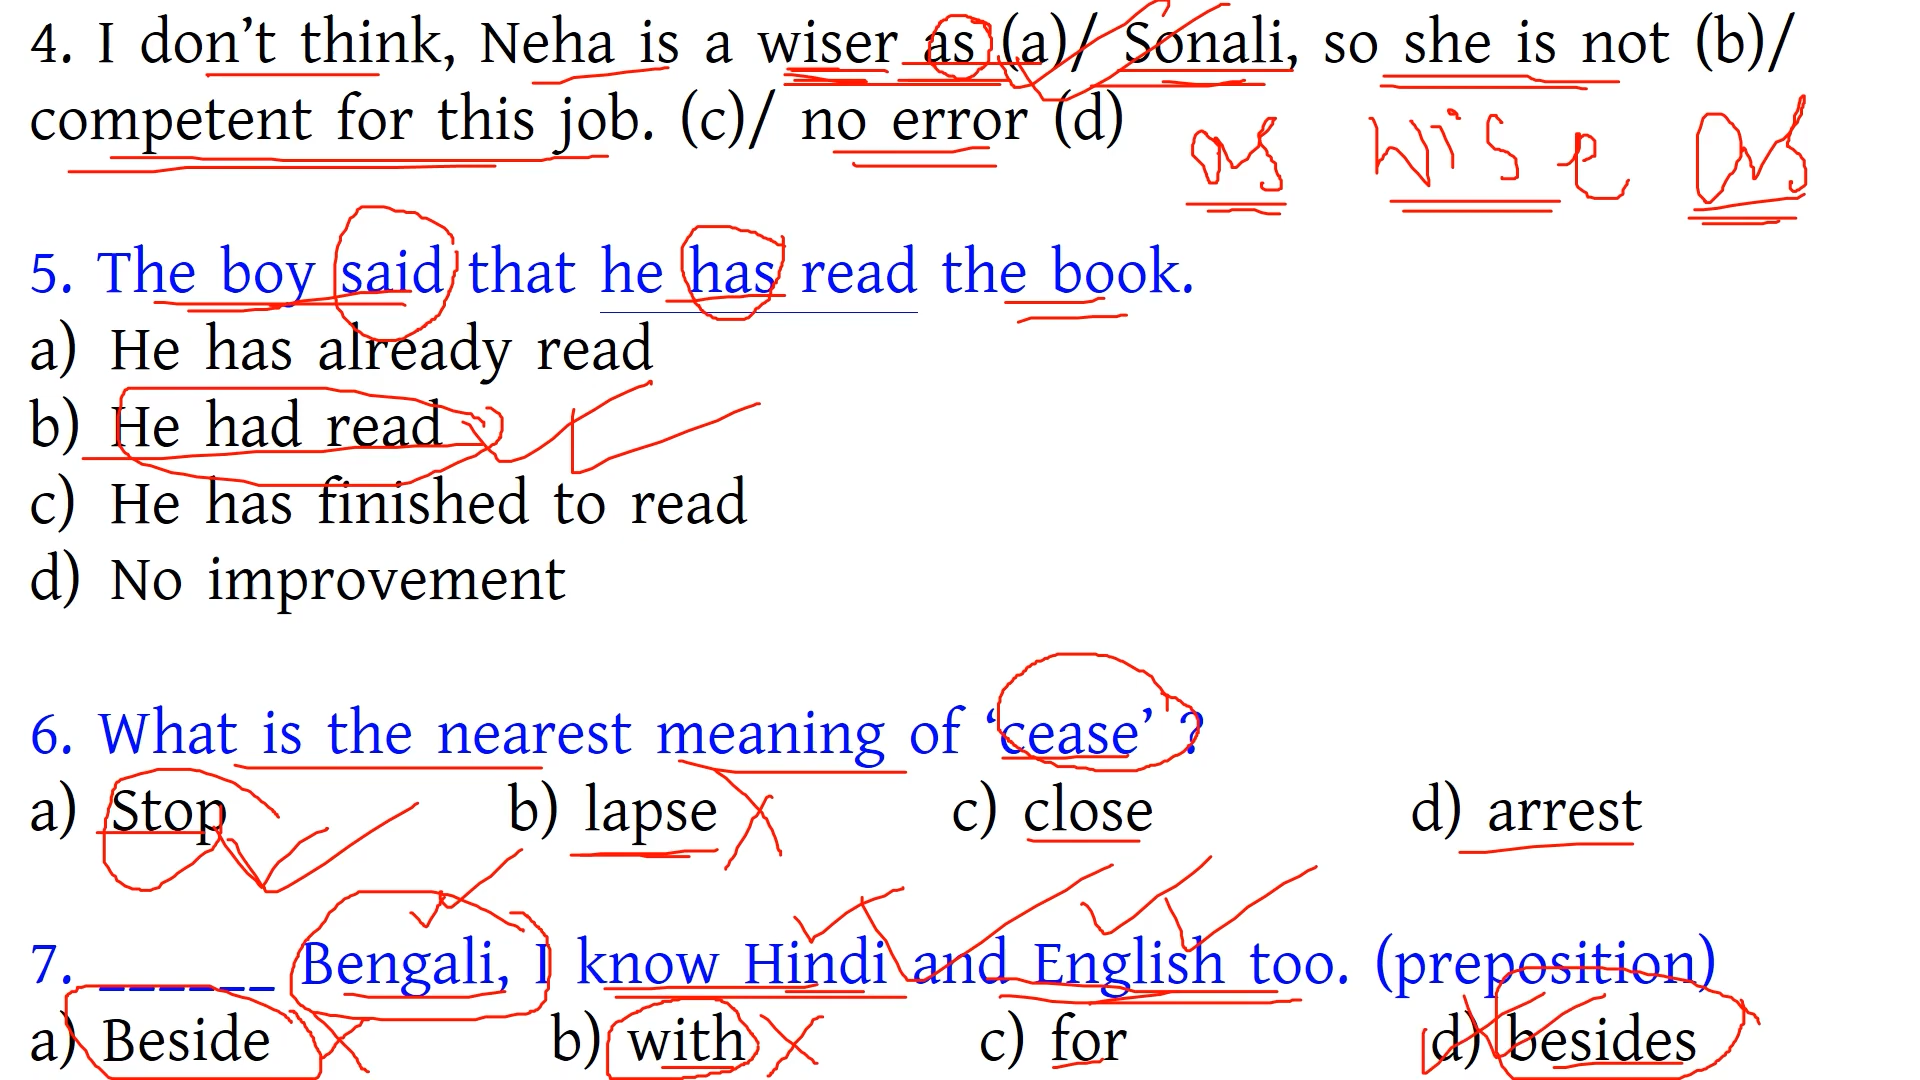 4. I don’t think, Neha is a wiser as (a)/ Sonali, so she is not (b)/
competent for this job. (c)/ no error (d)
as wise as
5. The boy said that he has read the book.
a) He has already read
b) He had read
c) He has finished to read
d) No improvement
6. What is the nearest meaning of ‘cease’ ?
a) Stop b) lapse c) close d) arrest
7. ______ Bengali, I know Hindi and English too. (preposition)
a) Beside b) with c) for d) besides